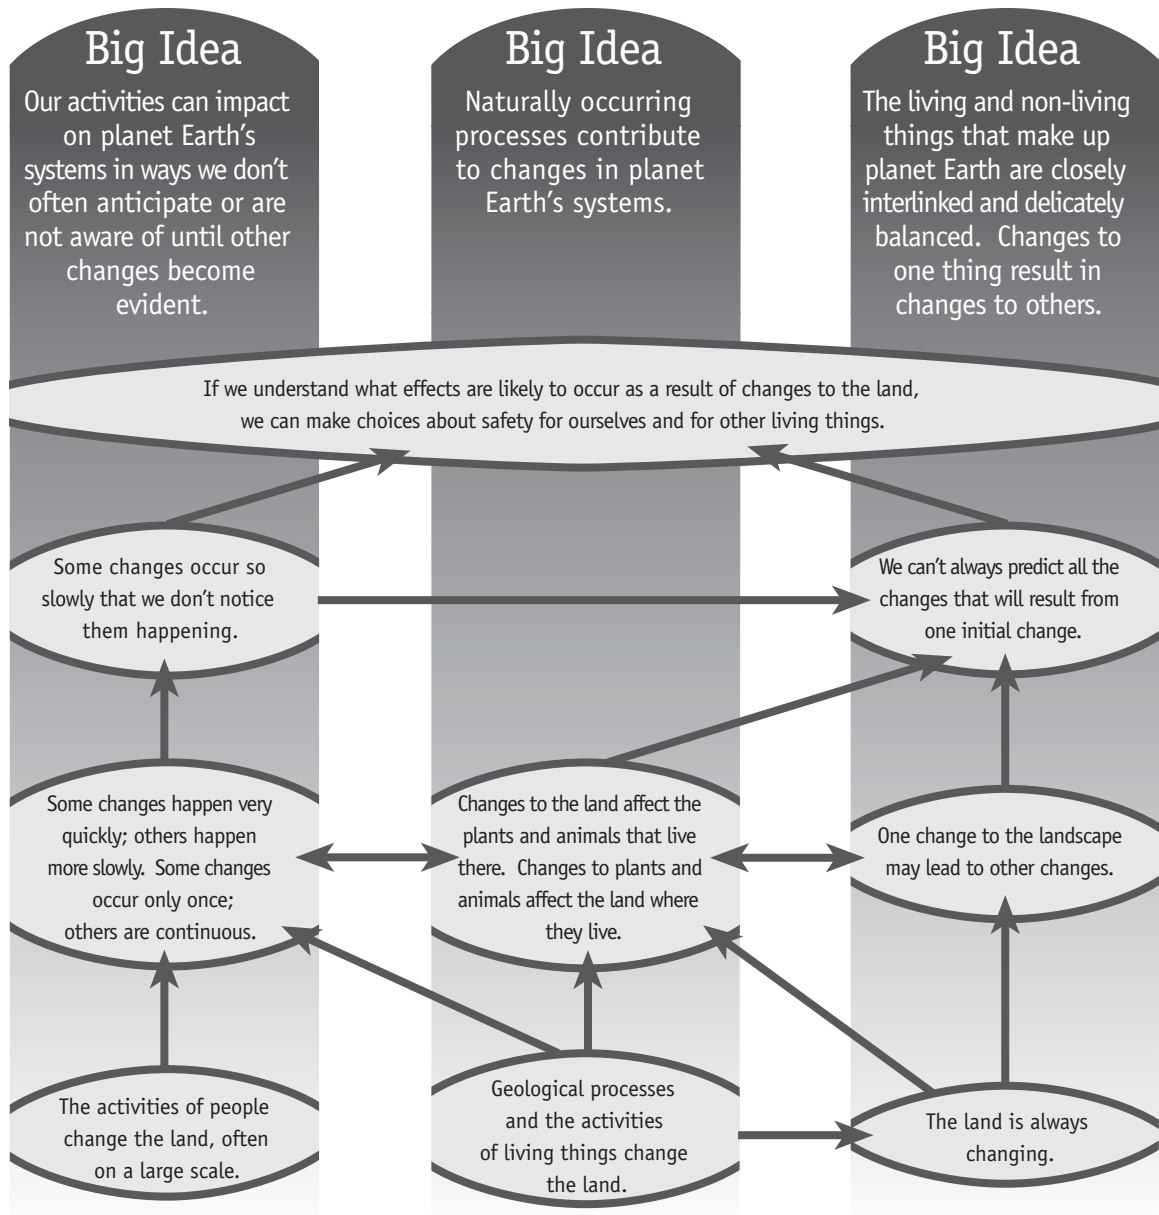 Big Idea
Our activities can impact
on planet Earth's
systems in ways we don't
often anticipate or are
not aware of until other
changes become
evident.
Big Idea
Naturally occurring
processes contribute
to changes in planet
Earth's systems.
Big Idea
The living and non-living
things that make up
planet Earth are closely
interlinked and delicately
balanced. Changes to
one thing result in
changes to others.
If we understand what effects are likely to occur as a result of changes to the land,
we can make choices about safety for ourselves and for other living things.
Some changes occur so
slowly that we don't notice
them happening.
We can't always predict all the
changes that will result from
one initial change.
Some changes happen very
quickly; others happen
more slowly. Some changes
occur only once;
others are continuous.
Changes to the land affect the
plants and animals that live
there. Changes to plants and
animals affect the land where
they live.
One change to the landscape
may lead to other changes.
The activities of people
change the land, often
on a large scale.
Geological processes
and the activities
of living things change
the land.
The land is always
changing.